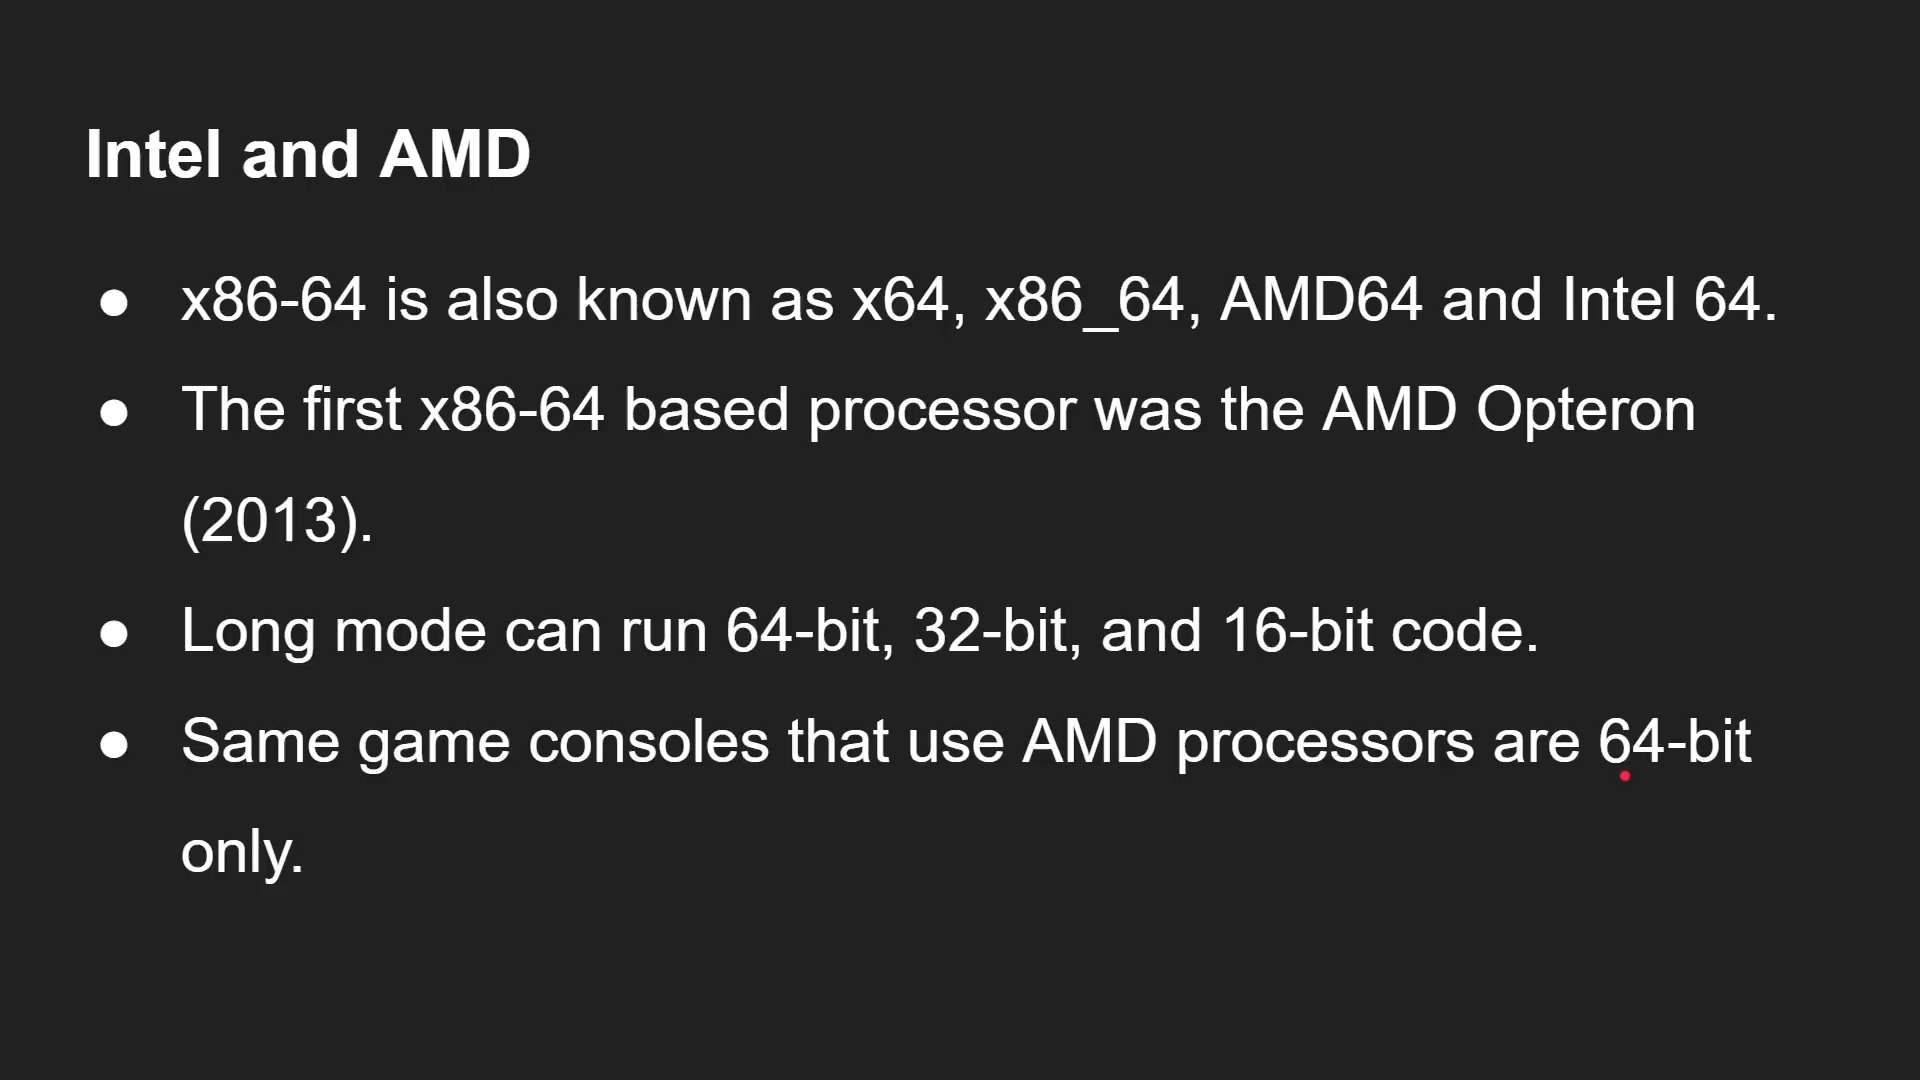 Intel and AMD
● x86-64 is also known as x64, x86_64, AMD64 and Intel 64.
● The first x86-64 based processor was the AMD Opteron
(2013).
● Long mode can run 64-bit, 32-bit, and 16-bit code.
● Same game consoles that use AMD processors are 64-bit
only.